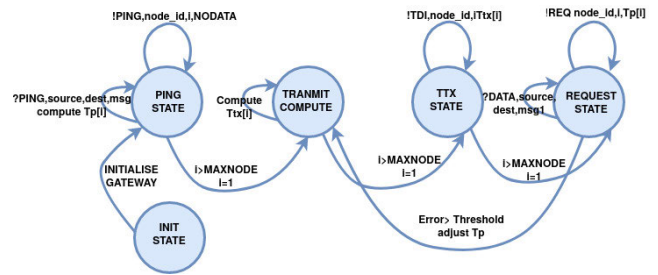 !PING,node_id,i,NODATA
!TDI,node_id,iTtx[i]
!REQ node_id,i,Tp[i]
?PING,source,dest,msg
compute Tp[i]
PING
STATE
Compute
Ttx[i]
TRANMIT
COMPUTE
TTX
STATE
?DATA,source,
dest,msg1
REQUEST
STATE
INITIALISE
GATEWAY
i>MAXNODE
i=1
i>MAXNODE
i=1
i>MAXNODE
i=1
INIT
STATE
Error> Threshold
adjust Tp